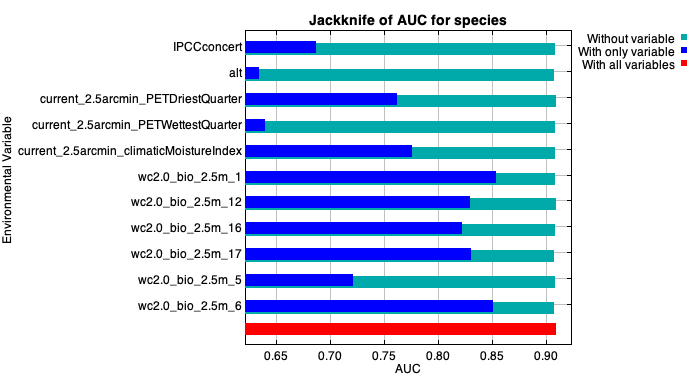 Jackknife of AUC for species
Without variable
With only variable
With all variables
Environmental Variable
IPCCconcert
alt
current_2.5arcmin_PETDriestQuarter
current_2.5arcmin_PETWettestQuarter
current_2.5arcmin_climaticMoistureIndex
wc2.0_bio_2.5m_1
wc2.0_bio_2.5m_12
wc2.0_bio_2.5m_16
wc2.0_bio_2.5m_17
wc2.0_bio_2.5m_5
wc2.0_bio_2.5m_6
0.65 0.70 0.75 0.80 0.85 0.90
AUC